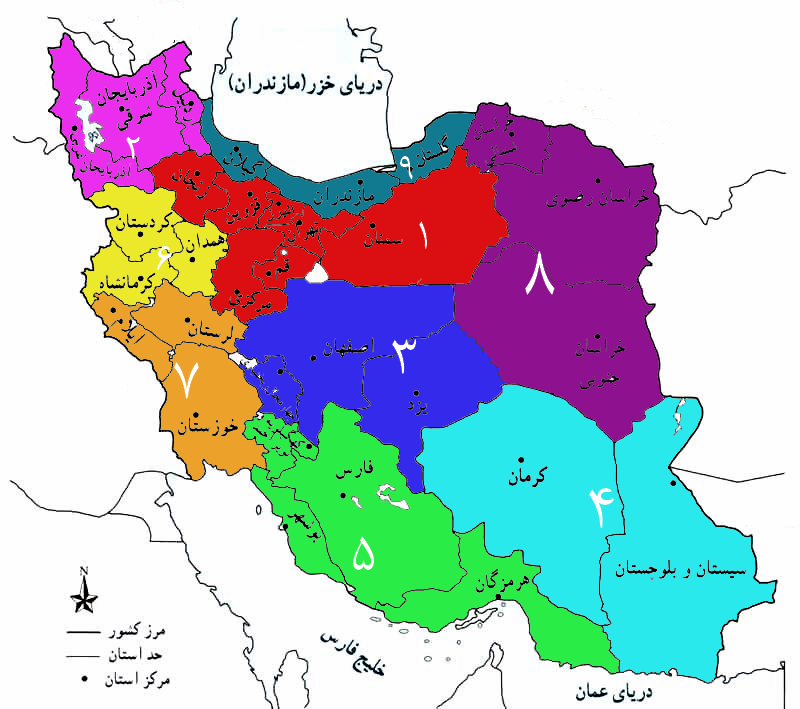 دریای خزر(مازندران)
آذربایجان
شرقی
۲
آذربایجان
گیلان
گلستان
۹
مازندران
زنجان
قزوین
تهران
سمنان
۱
قم
مرکزی
خراسان
خراسان رضوی
۸
خراسان
جنوبی
کردستان
همدان
۶
کرمانشاه
لرستان
۷
خوزستان
اصفهان
۳
یزد
فارس
۵
بوشهر
هرمزگان
کرمان
۴
سیستان و بلوچستان
N
مرز کشور
حد استان
مرکز استان
خلیج فارس
دریای عمان